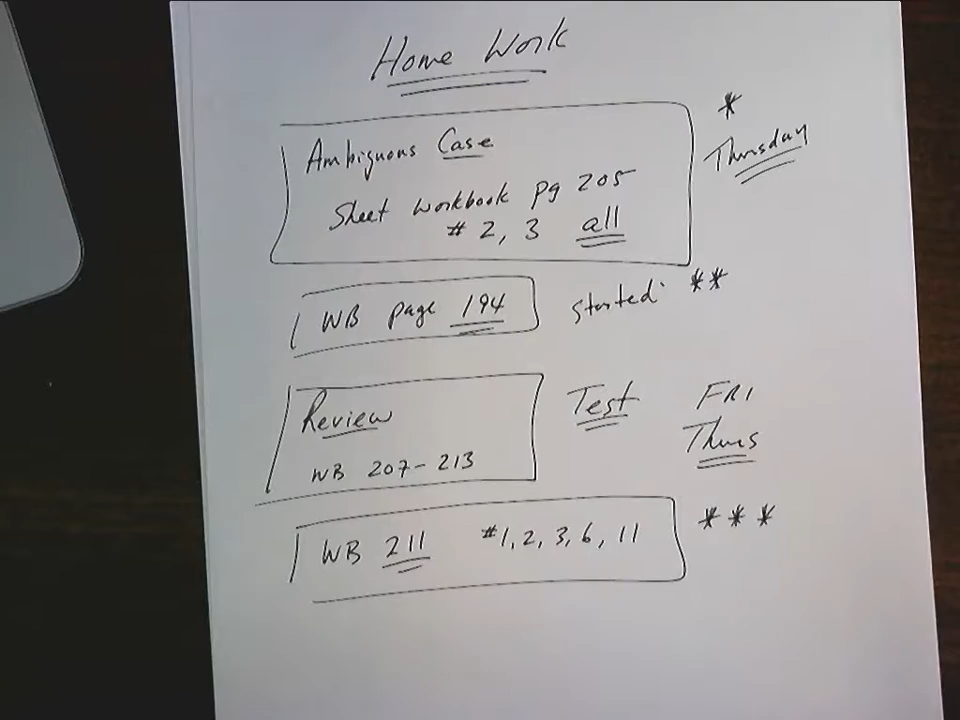 Home Work
*
Ambiguous Case
Thursday
Sheet Workbook pg 205
# 2, 3 all
WB page 194 started: **
Review Test FRI
Thurs
WB 207-213
WB 211 #1, 2, 3, 6, 11 ***